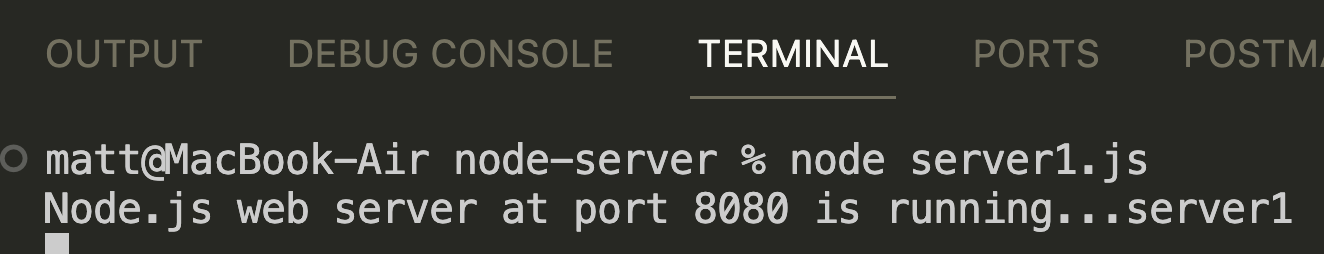 OUTPUT DEBUG CONSOLE TERMINAL PORTS
matt@MacBook-Air node-server % node server1.js
Node.js web server at port 8080 is running...server1